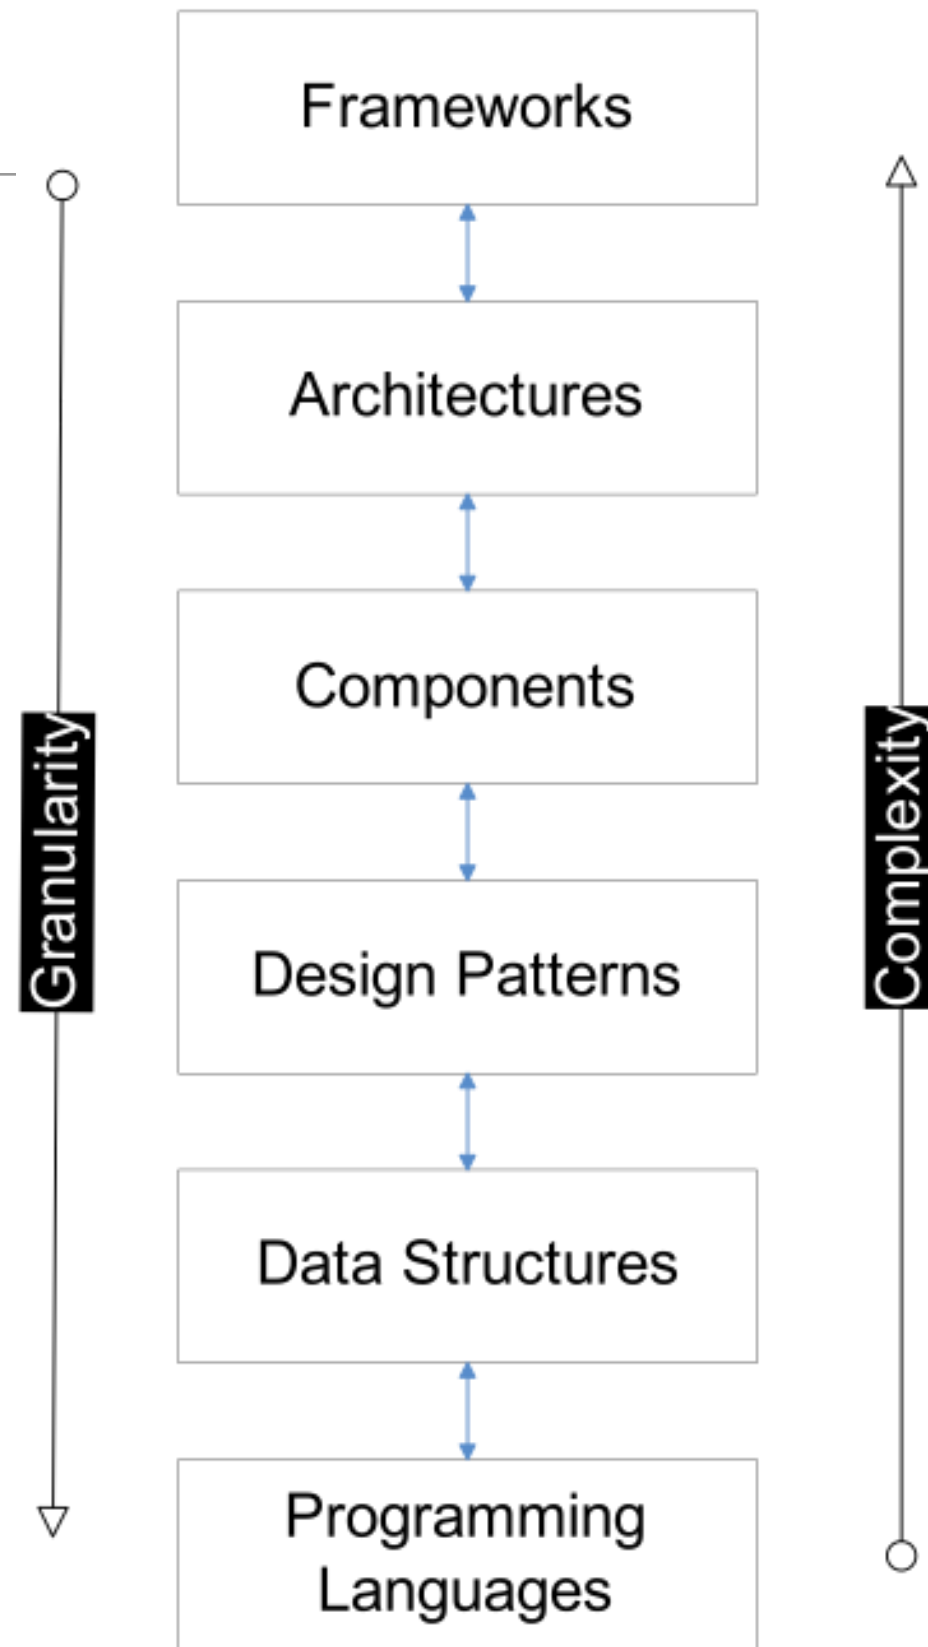 Frameworks
Architectures
Components
Granularity
Complexity
Design Patterns
Data Structures
Programming
Languages